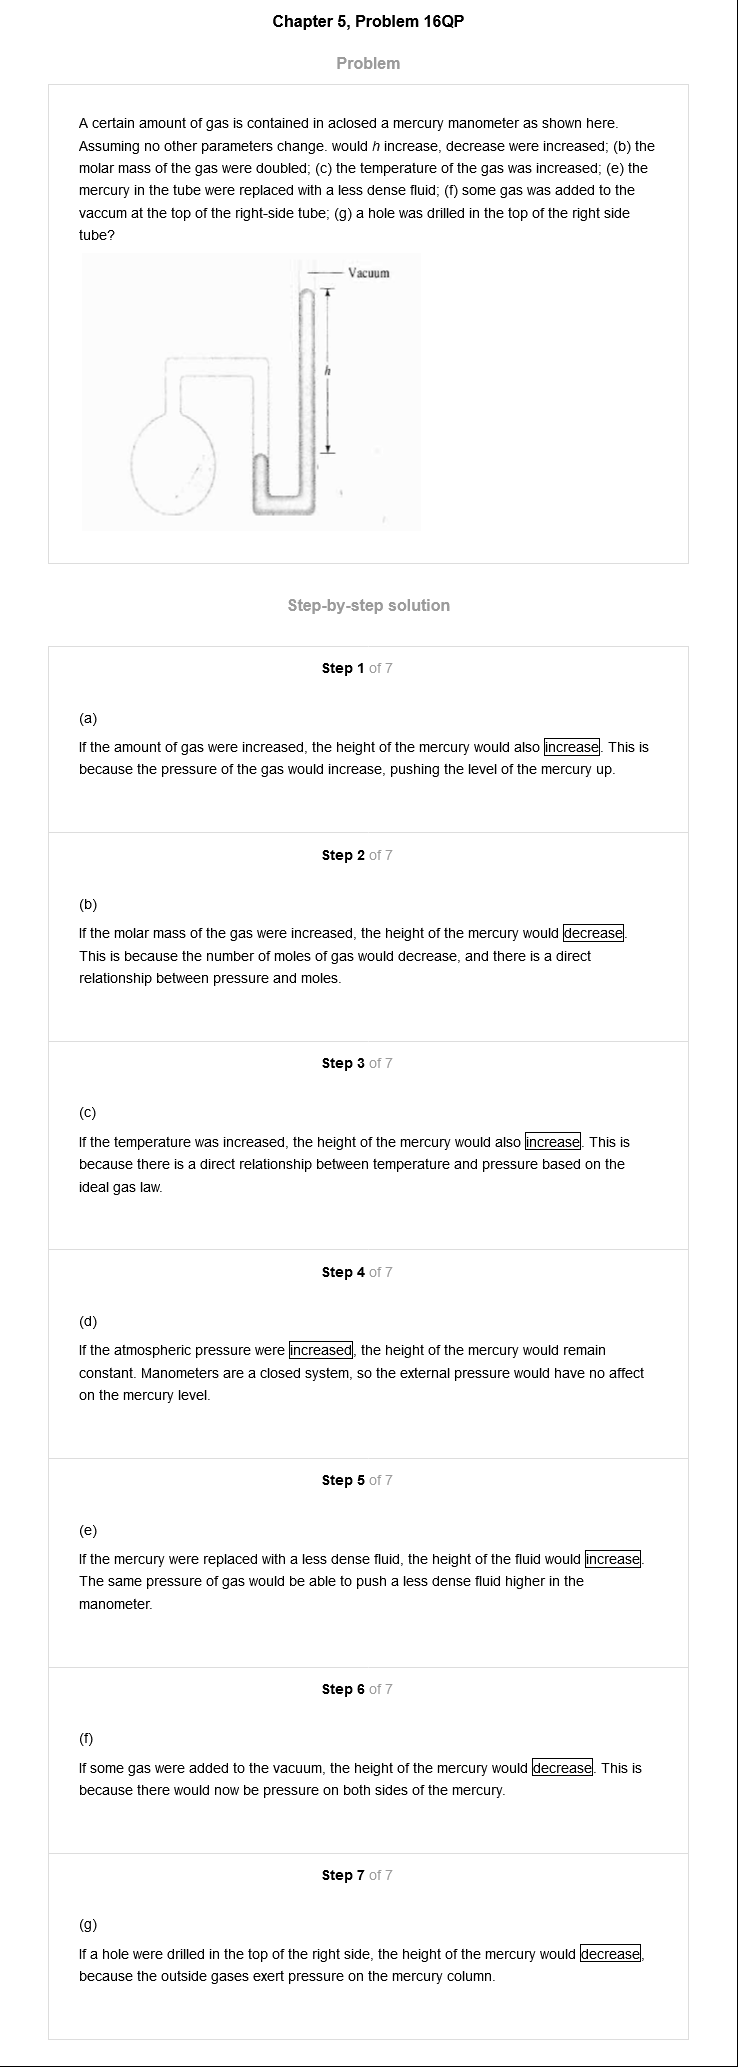 Chapter 5, Problem 16QP
Problem
A certain amount of gas is contained in aclosed a mercury manometer as shown here.
Assuming no other parameters change. would h increase, decrease were increased; (b) the
molar mass of the gas were doubled; (c) the temperature of the gas was increased; (e) the
mercury in the tube were replaced with a less dense fluid; (f) some gas was added to the
vaccum at the top of the right-side tube; (g) a hole was drilled in the top of the right side
tube?
Vacuum
h
Step-by-step solution
Step 1 of 7
(a)
If the amount of gas were increased, the height of the mercury would also increase. This is
because the pressure of the gas would increase, pushing the level of the mercury up.
Step 2 of 7
(b)
If the molar mass of the gas were increased, the height of the mercury would decrease.
This is because the number of moles of gas would decrease, and there is a direct
relationship between pressure and moles.
Step 3 of 7
(c)
If the temperature was increased, the height of the mercury would also increase. This is
because there is a direct relationship between temperature and pressure based on the
ideal gas law.
Step 4 of 7
(d)
If the atmospheric pressure were increased, the height of the mercury would remain
constant. Manometers are a closed system, so the external pressure would have no affect
on the mercury level.
Step 5 of 7
(e)
If the mercury were replaced with a less dense fluid, the height of the fluid would increase.
The same pressure of gas would be able to push a less dense fluid higher in the
manometer.
Step 6 of 7
(f)
If some gas were added to the vacuum, the height of the mercury would decrease. This is
because there would now be pressure on both sides of the mercury.
Step 7 of 7
(g)
If a hole were drilled in the top of the right side, the height of the mercury would decrease,
because the outside gases exert pressure on the mercury column.